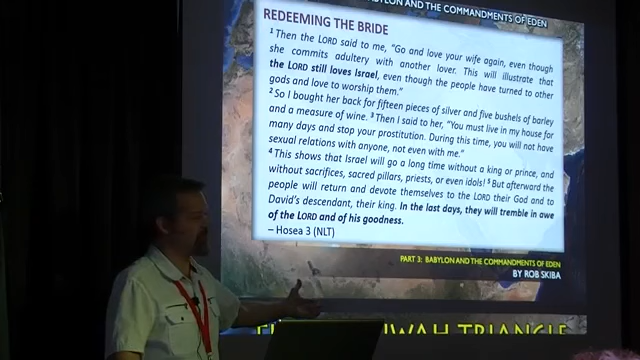 BABYLON AND THE COMMANDMENTS OF EDEN
REDEEMING THE BRIDE
1 Then the LORD said to me, "Go and love your wife again, even though
she commits adultery with another lover. This will illustrate that
the LORD still loves Israel, even though the people have turned to other
gods and love to worship them."
2 So I bought her back for fifteen pieces of silver and five bushels of barley
and a measure of wine. 3 Then I said to her, "You must live in my house for
many days and stop your prostitution. During this time, you will not have
sexual relations with anyone, not even with me."
4 This shows that Israel will go a long time without a king or prince, and
without sacrifices, sacred pillars, priests, or even idols! 5 But afterward the
people will return and devote themselves to the LORD their God and to
David's descendant, their king. In the last days, they will tremble in awe
of the LORD and of his goodness.
– Hosea 3 (NLT)
PART 3: BABYLON AND THE COMMANDMENTS OF EDEN
BY ROB SKIBA
TRIANGLE